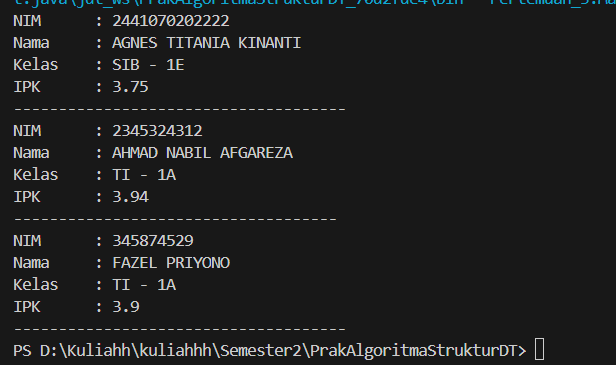 NIM : 2441070202222
Nama : AGNES TITANIA KINANTI
Kelas : SIB - 1E
IPK : 3.75
-------------------------------------
NIM : 2345324312
Nama : AHMAD NABIL AFGAREZA
Kelas : TI - 1A
IPK : 3.94
------------------------------------
NIM : 345874529
Nama : FAZEL PRIYONO
Kelas : TI - 1A
IPK : 3.9
-------------------------------------
PS D:\Kuliahh\kuliahhh\Semester2\PrakAlgoritmaStrukturDT>